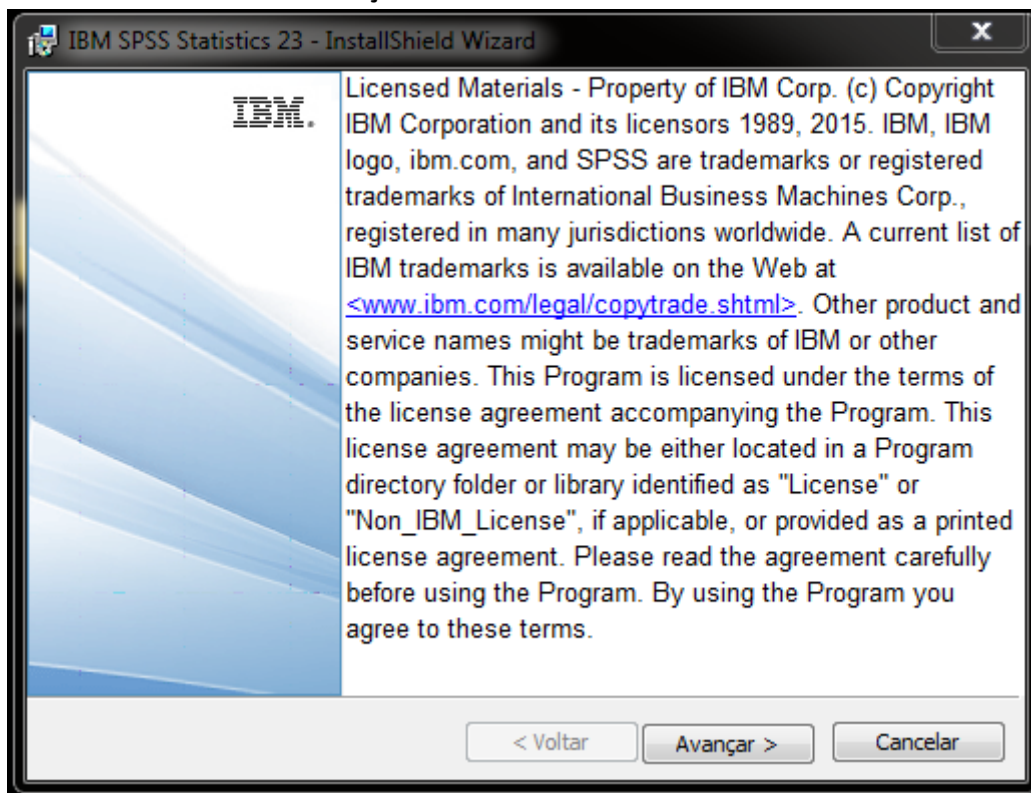 IBM SPSS Statistics 23 - InstallShield Wizard
x
IBM.
Licensed Materials - Property of IBM Corp. (c) Copyright
IBM Corporation and its licensors 1989, 2015. IBM, IBM
logo, ibm.com, and SPSS are trademarks or registered
trademarks of International Business Machines Corp.,
registered in many jurisdictions worldwide. A current list of
IBM trademarks is available on the Web at
<www.ibm.com/legal/copytrade.shtml>. Other product and
service names might be trademarks of IBM or other
companies. This Program is licensed under the terms of
the license agreement accompanying the Program. This
license agreement may be either located in a Program
directory folder or library identified as "License" or
"Non_IBM_License", if applicable, or provided as a printed
license agreement. Please read the agreement carefully
before using the Program. By using the Program you
agree to these terms.
< Voltar
Avançar >
Cancelar